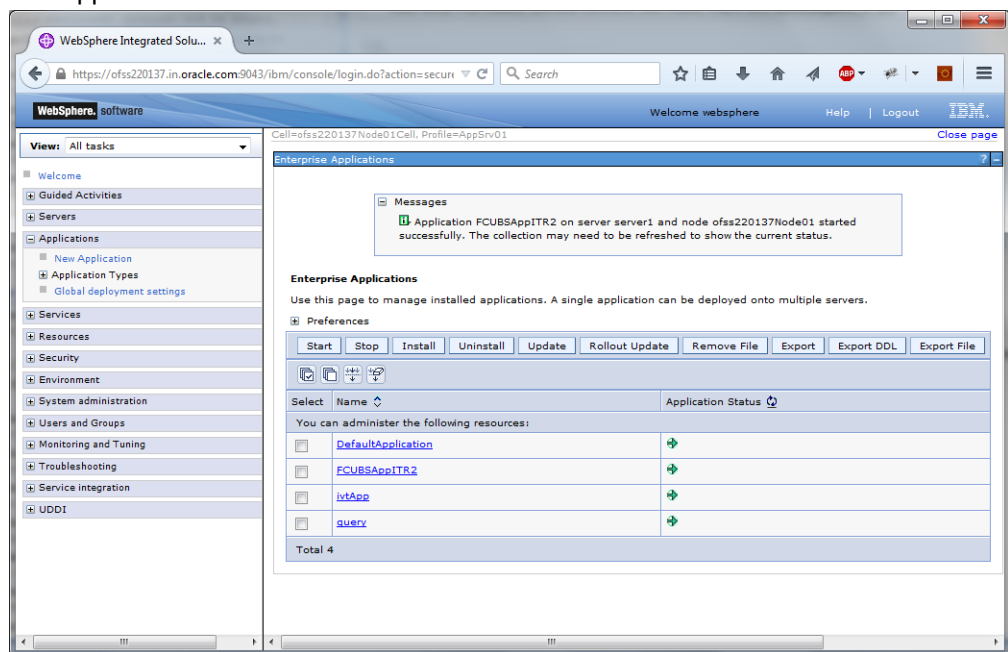 WebSphere Integrated Solu... × +
https://ofss220137.in.oracle.com:9043/ibm/console/login.do?action=secure Search ABP
WebSphere. software Welcome websphere Help | Logout IBM.
View: All tasks
Welcome
Guided Activities
Servers
Applications
New Application
Application Types
Global deployment settings
Services
Resources
Security
Environment
System administration
Users and Groups
Monitoring and Tuning
Troubleshooting
Service integration
UDDI
Cell=ofss220137Node01Cell, Profile=AppSrv01 Close page
Enterprise Applications ? –
Messages
Application FCUBSAppITR2 on server server1 and node ofss220137Node01 started
successfully. The collection may need to be refreshed to show the current status.
Enterprise Applications
Use this page to manage installed applications. A single application can be deployed onto multiple servers.
Preferences
Start Stop Install Uninstall Update Rollout Update Remove File Export Export DDL Export File
Select Name Application Status
You can administer the following resources:
DefaultApplication
FCUBSAppITR2
ivtApp
query
Total 4